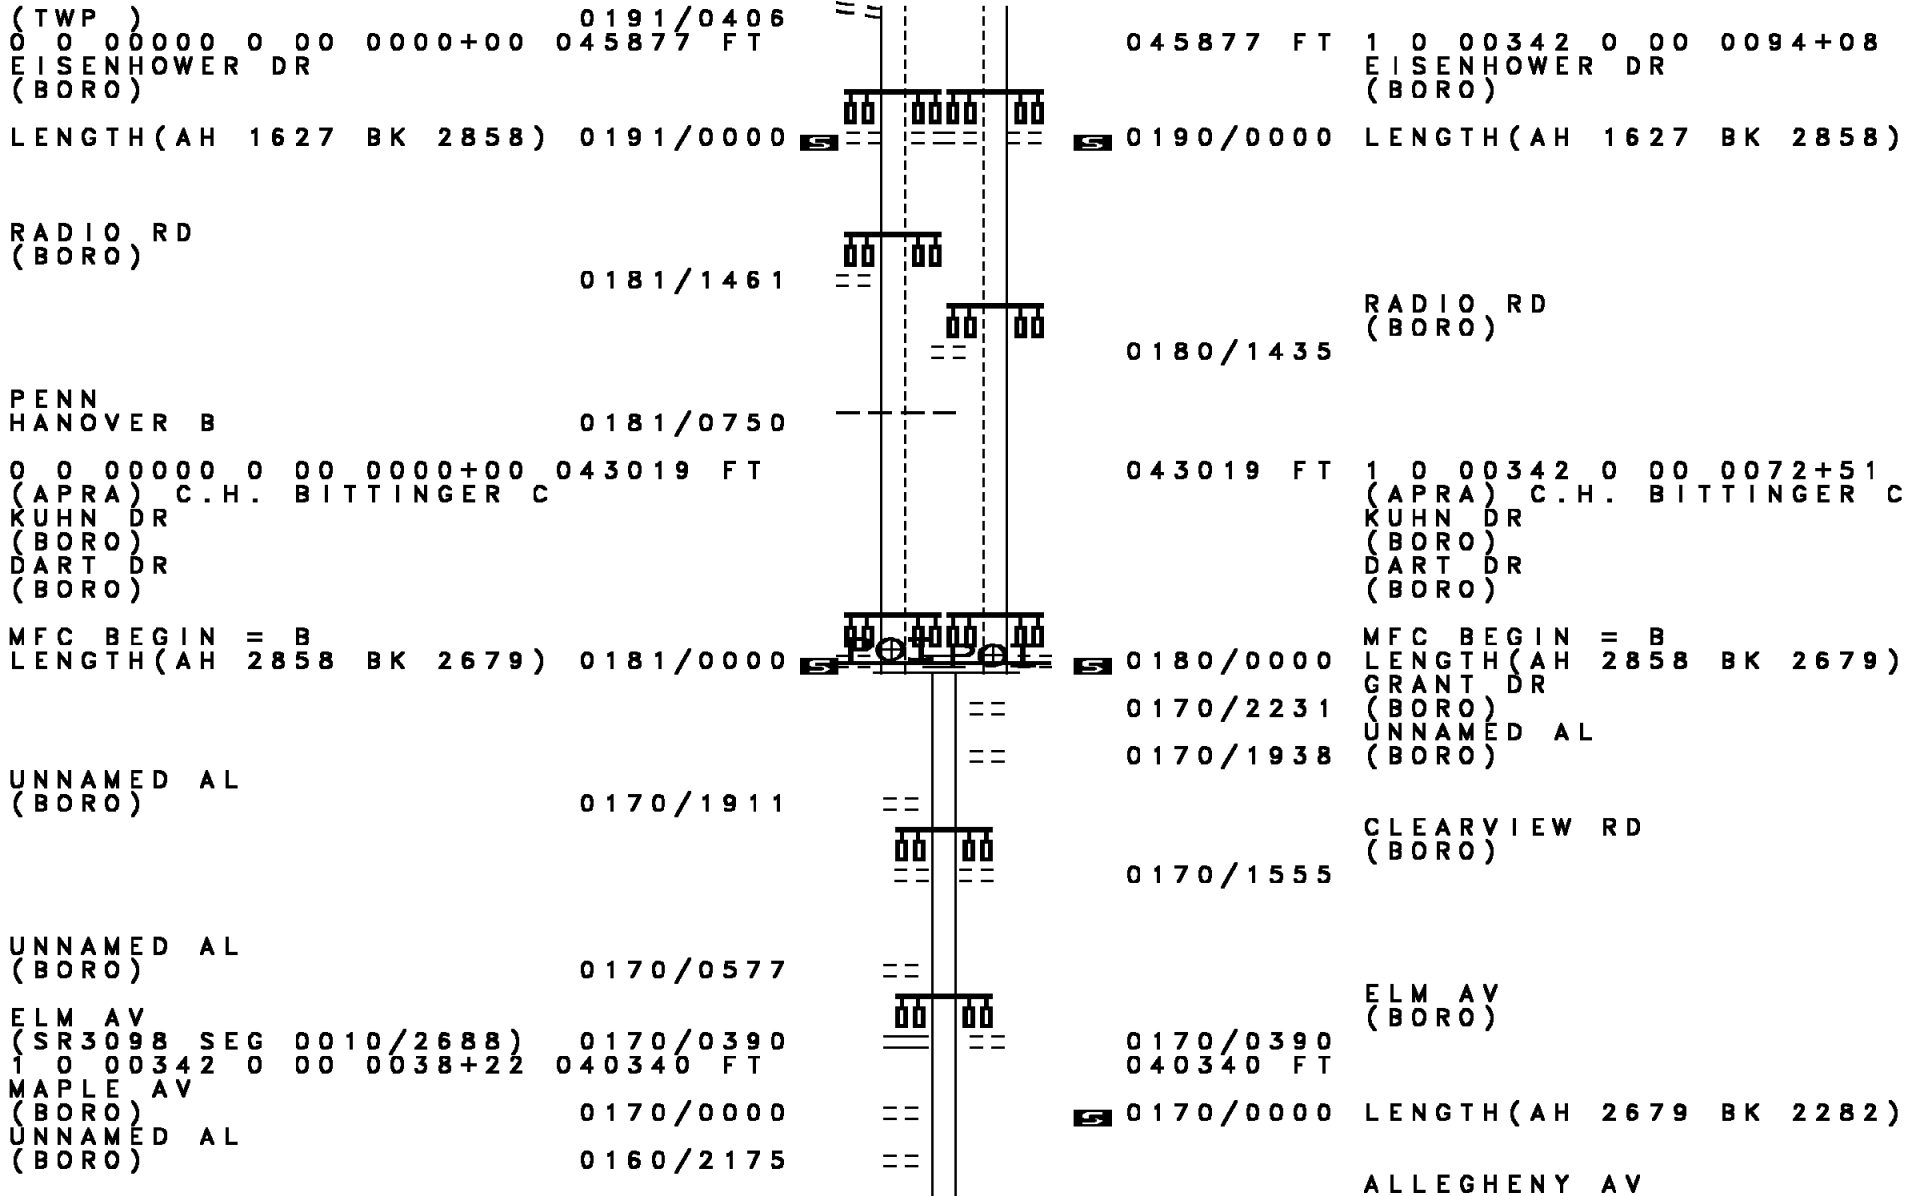 (TWP ) 0191/0406
0 0 00000 0 00 0000+00 045877 FT 045877 FT 1 0 00342 0 00 0094+08
EISENHOWER DR EISENHOWER DR
(BORO) (BORO)
LENGTH(AH 1627 BK 2858) 0191/0000 S S 0190/0000 LENGTH(AH 1627 BK 2858)
RADIO RD
(BORO)
0181/1461
RADIO RD
(BORO)
0180/1435
PENN
HANOVER B 0181/0750
0 0 00000 0 00 0000+00 043019 FT 043019 FT 1 0 00342 0 00 0072+51
(APRA) C.H. BITTINGER C (APRA) C.H. BITTINGER C
KUHN DR KUHN DR
(BORO) (BORO)
DART DR DART DR
(BORO) (BORO)
MFC BEGIN = B MFC BEGIN = B
POT POT
LENGTH(AH 2858 BK 2679) 0181/0000 S S 0180/0000 LENGTH(AH 2858 BK 2679)
GRANT DR
0170/2231 (BORO)
UNNAMED AL
0170/1938 (BORO)
UNNAMED AL
(BORO) 0170/1911
CLEARVIEW RD
(BORO)
0170/1555
UNNAMED AL
(BORO) 0170/0577
ELM AV
(BORO)
ELM AV
(SR3098 SEG 0010/2688) 0170/0390 0170/0390
1 0 00342 0 00 0038+22 040340 FT 040340 FT
MAPLE AV
(BORO) 0170/0000 S 0170/0000 LENGTH(AH 2679 BK 2282)
UNNAMED AL
(BORO) 0160/2175
ALLEGHENY AV